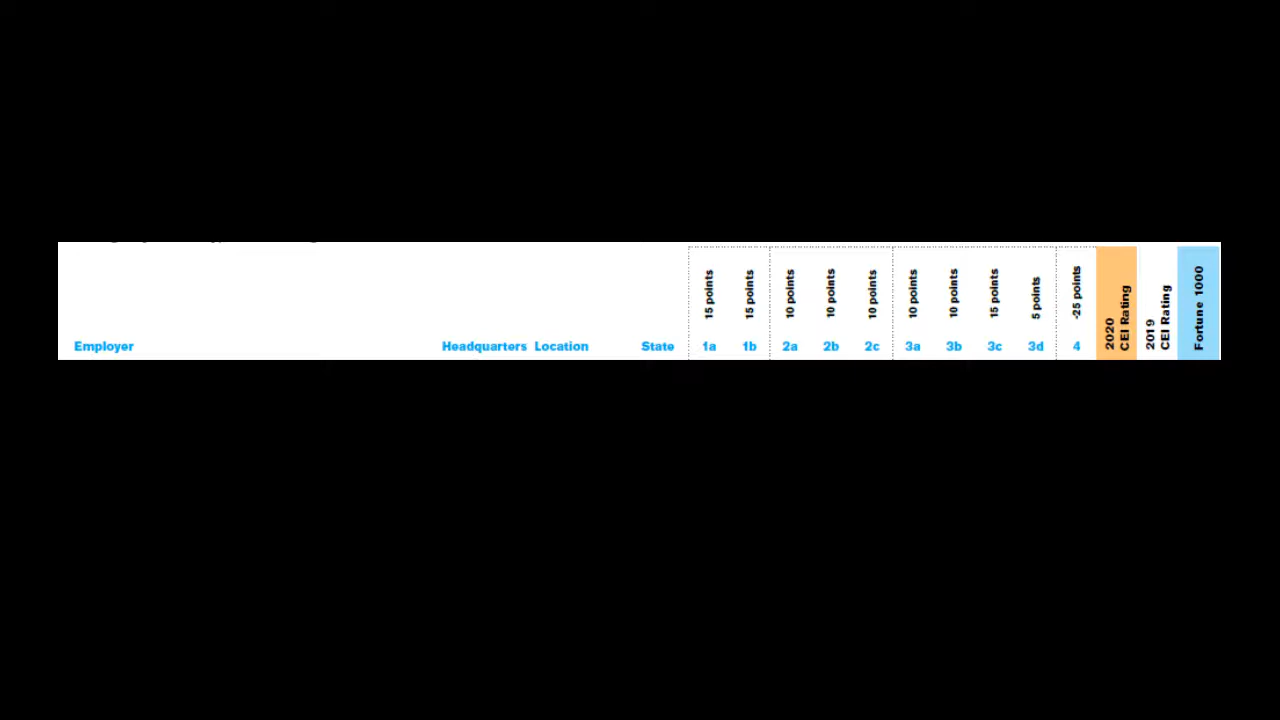 15 points
15 points
10 points
10 points
10 points
10 points
10 points
15 points
5 points
-25 points
2020
CEI Rating
2019
CEI Rating
Fortune 1000
Employer Headquarters Location State 1a 1b 2a 2b 2c 3a 3b 3c 3d 4